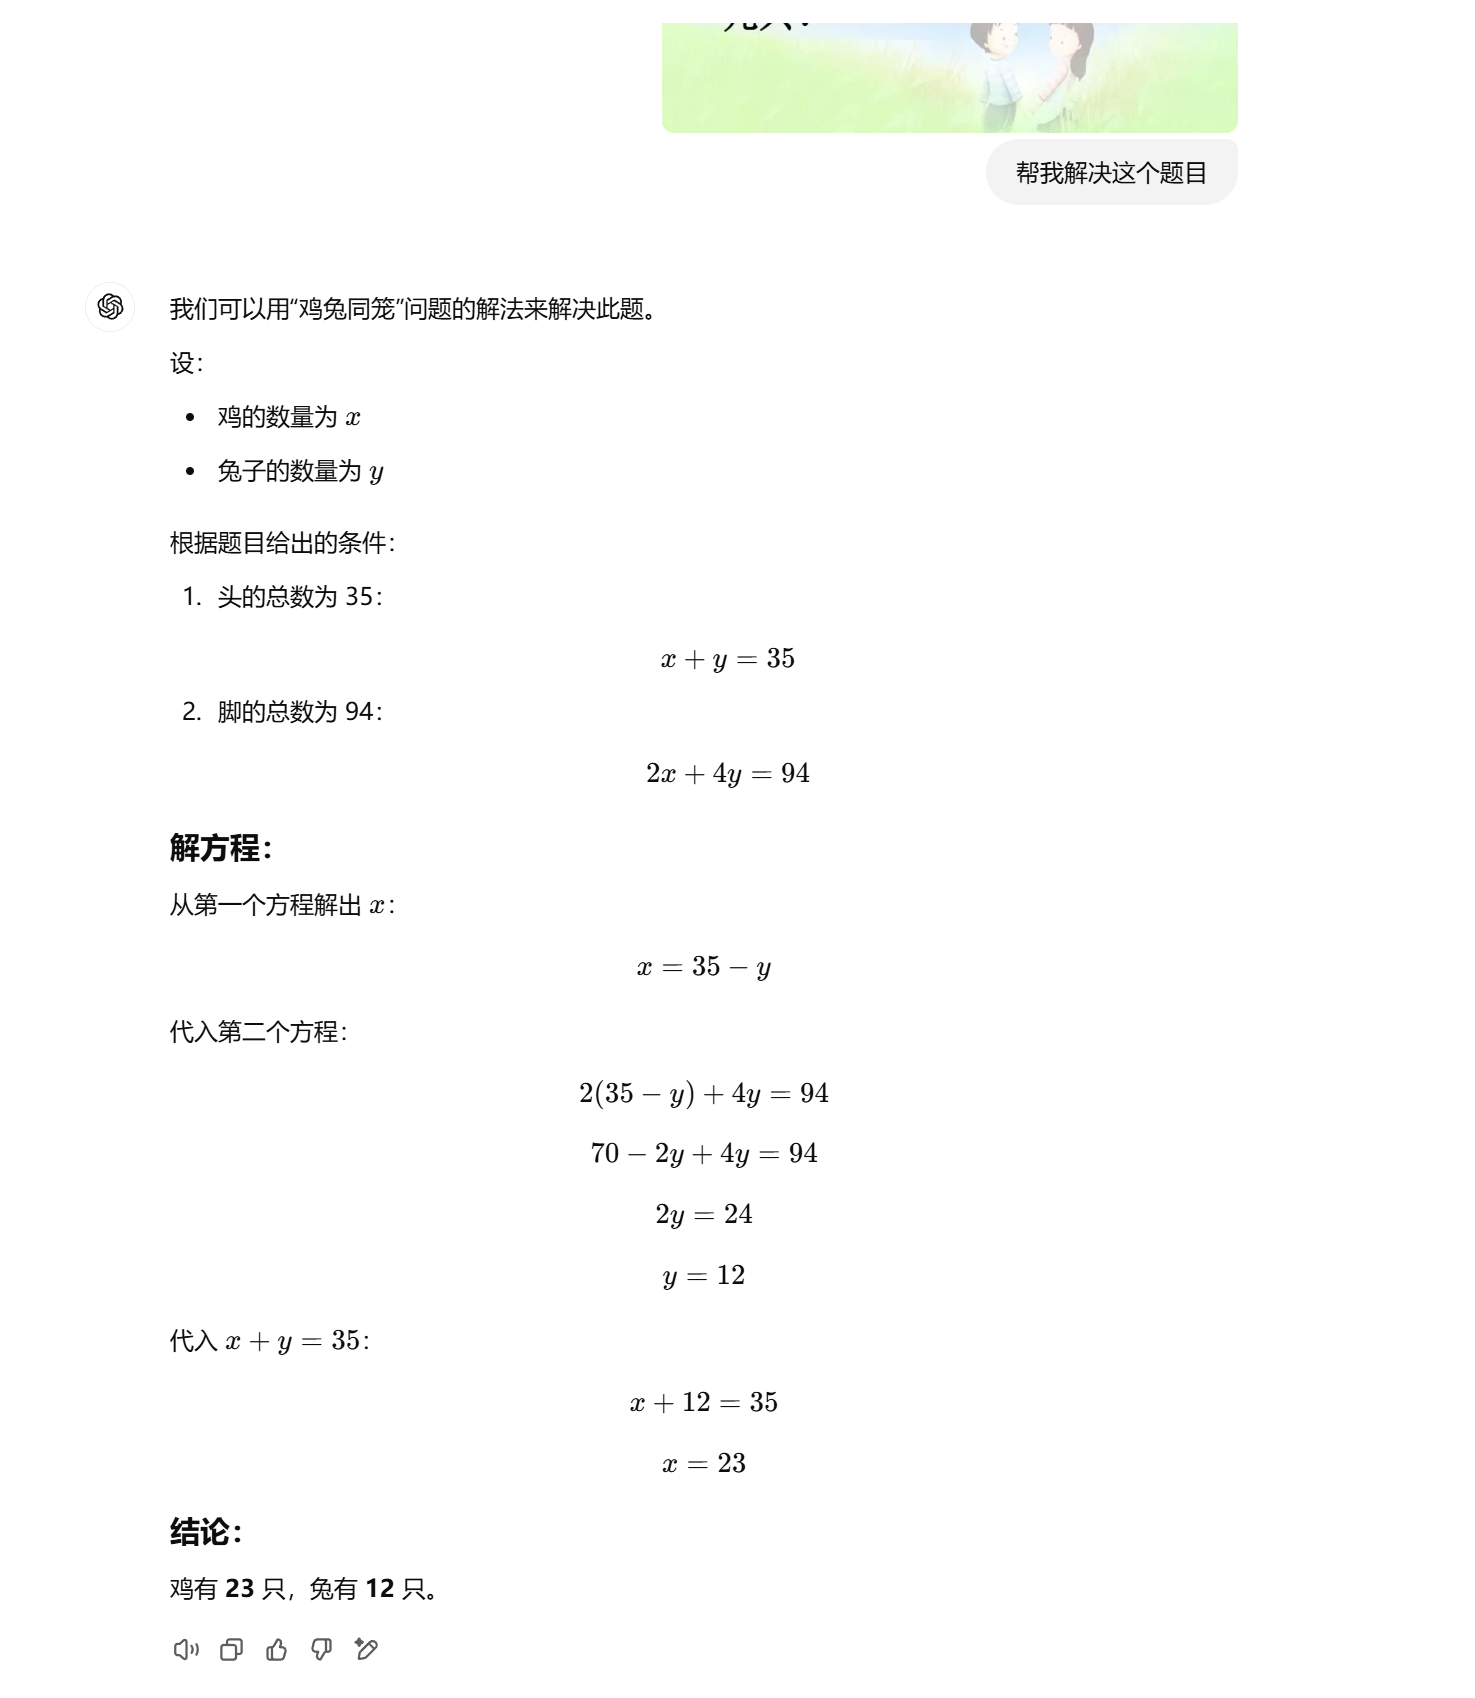 帮我解决这个题目
我们可以用“鸡兔同笼”问题的解法来解决此题。
设：
• 鸡的数量为 x
• 兔子的数量为 y
根据题目给出的条件：
1. 头的总数为 35：
x + y = 35
2. 脚的总数为 94：
2x + 4y = 94
解方程：
从第一个方程解出 x：
x = 35 − y
代入第二个方程：
2(35 − y) + 4y = 94
70 − 2y + 4y = 94
2y = 24
y = 12
代入 x + y = 35：
x + 12 = 35
x = 23
结论：
鸡有 23 只，兔有 12 只。